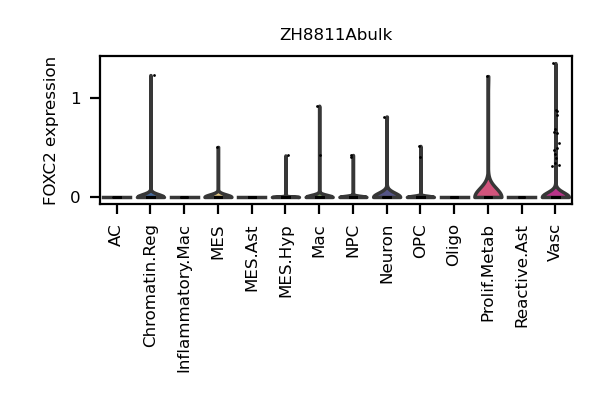 ZH8811Abulk
FOXC2 expression
1
0
AC
Chromatin.Reg
Inflammatory.Mac
MES
MES.Ast
MES.Hyp
Mac
NPC
Neuron
OPC
Oligo
Prolif.Metab
Reactive.Ast
Vasc